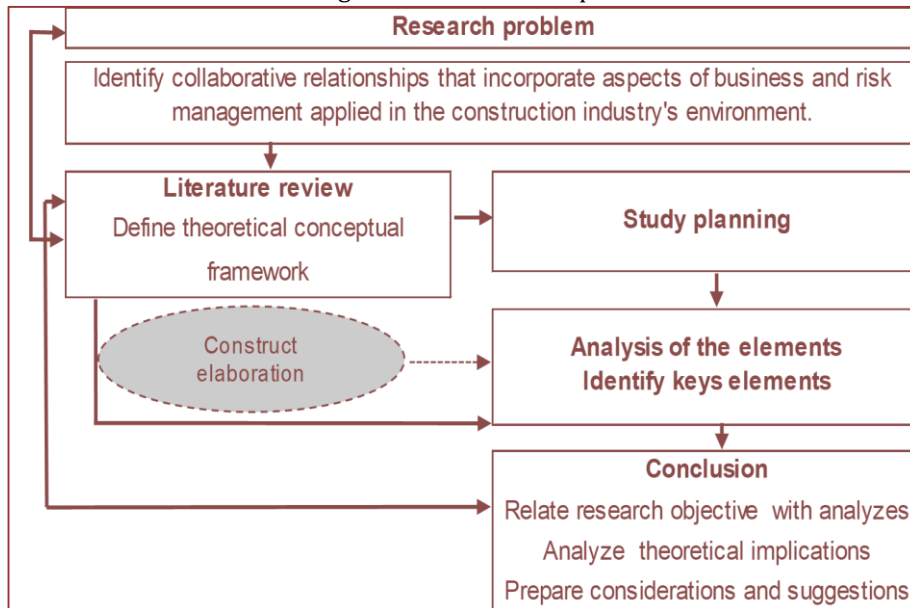 Research problem
Identify collaborative relationships that incorporate aspects of business and risk
management applied in the construction industry's environment.
Literature review
Define theoretical conceptual
framework
Study planning
Construct
elaboration
Analysis of the elements
Identify keys elements
Conclusion
Relate research objective with analyzes
Analyze theoretical implications
Prepare considerations and suggestions